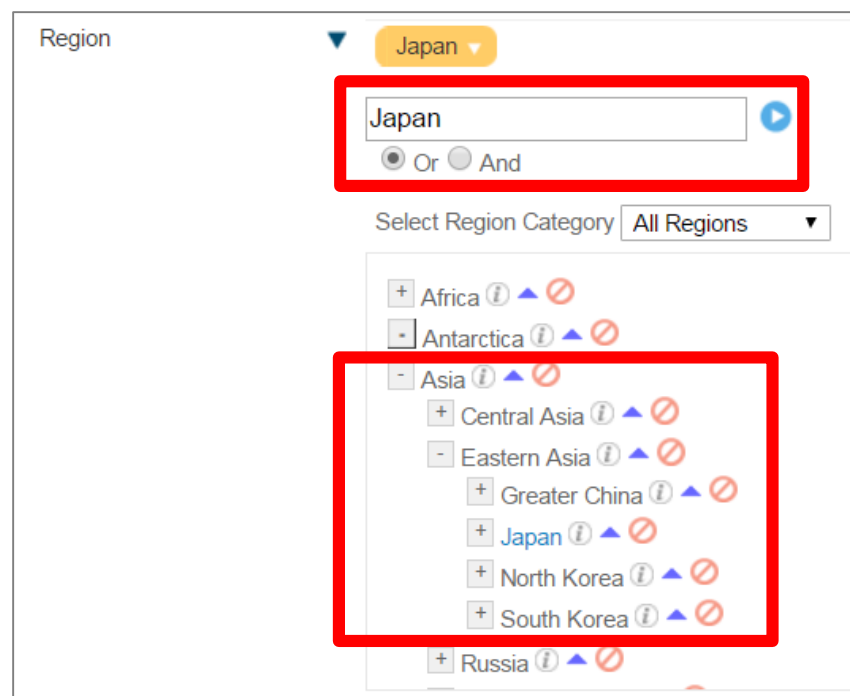 Region
Japan
Japan
Or And
Select Region Category All Regions
+ Africa i
- Antarctica i
- Asia i
+ Central Asia i
- Eastern Asia i
+ Greater China i
+ Japan i
+ North Korea i
+ South Korea i
+ Russia i